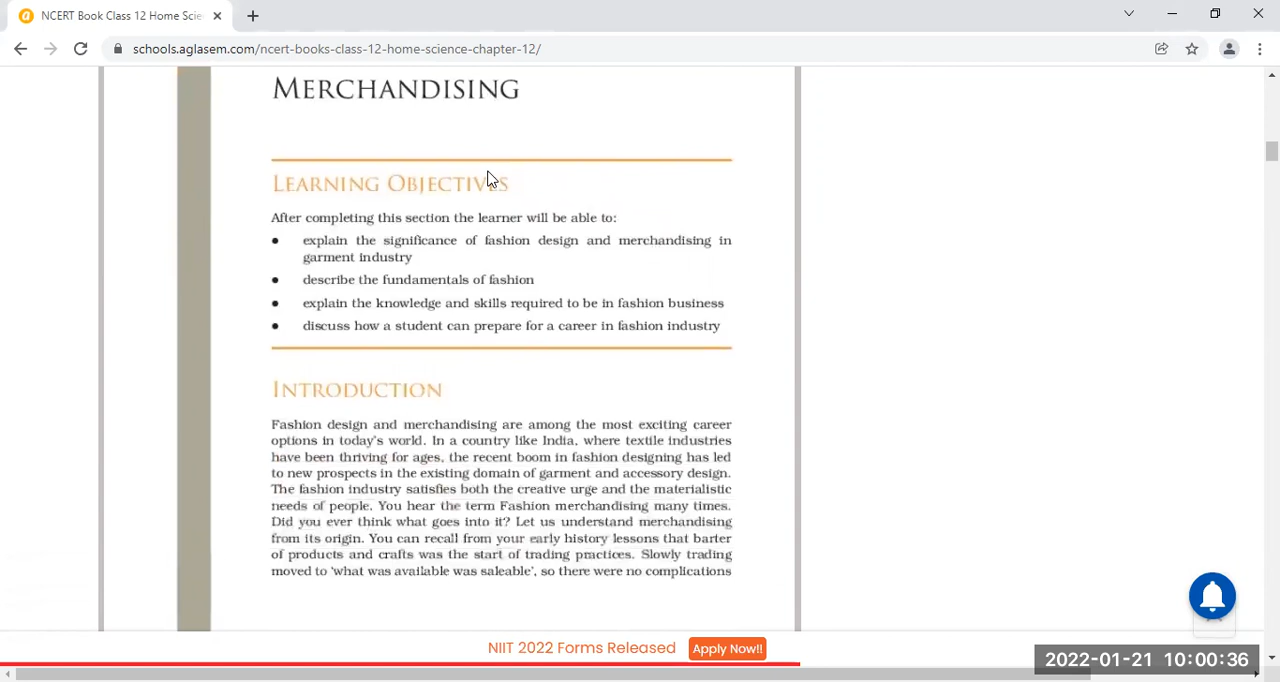 NCERT Book Class 12 Home Scie
schools.aglasem.com/ncert-books-class-12-home-science-chapter-12/
MERCHANDISING
LEARNING OBJECTIVES
After completing this section the learner will be able to:
● explain the significance of fashion design and merchandising in
garment industry
● describe the fundamentals of fashion
● explain the knowledge and skills required to be in fashion business
● discuss how a student can prepare for a career in fashion industry
INTRODUCTION
Fashion design and merchandising are among the most exciting career
options in today's world. In a country like India, where textile industries
have been thriving for ages, the recent boom in fashion designing has led
to new prospects in the existing domain of garment and accessory design.
The fashion industry satisfies both the creative urge and the materialistic
needs of people. You hear the term Fashion merchandising many times.
Did you ever think what goes into it? Let us understand merchandising
from its origin. You can recall from your early history lessons that barter
of products and crafts was the start of trading practices. Slowly trading
moved to 'what was available was saleable', so there were no complications
NIIT 2022 Forms Released Apply Now!!
2022-01-21 10:00:36